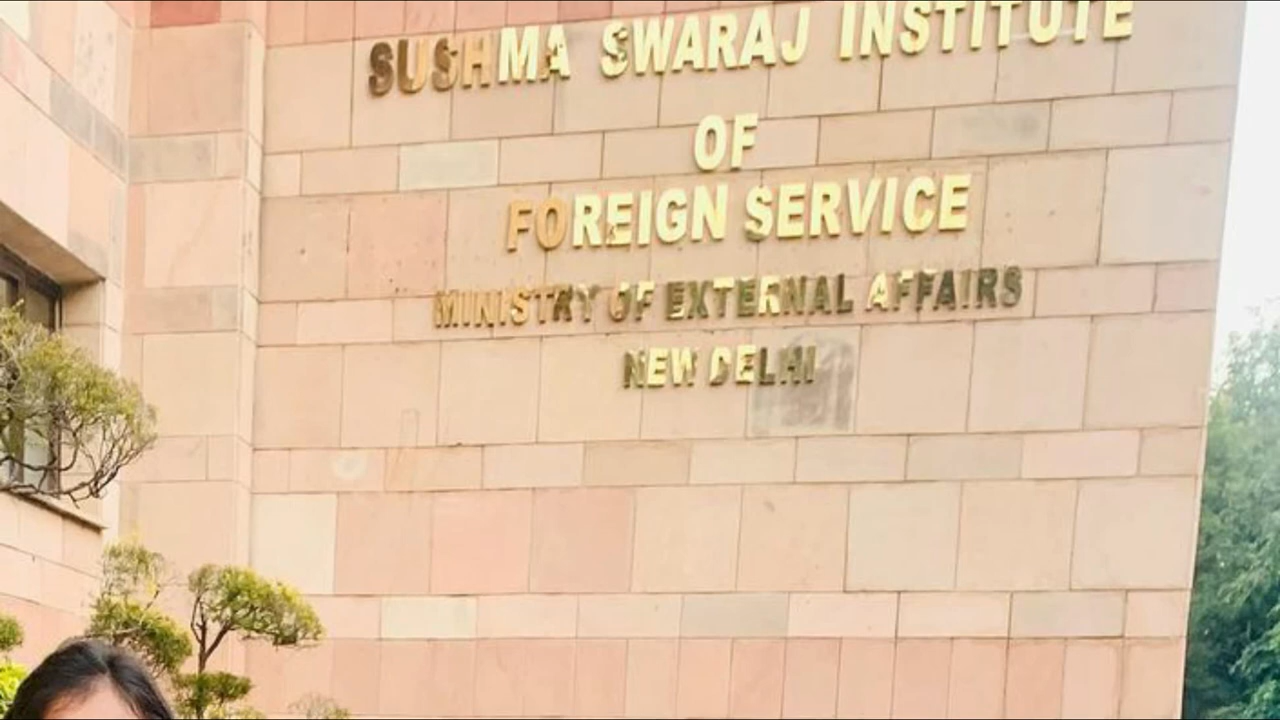 SUSHMA SWARAJ INSTITUTE
OF
FOREIGN SERVICE
MINISTRY OF EXTERNAL AFFAIRS
NEW DELHI